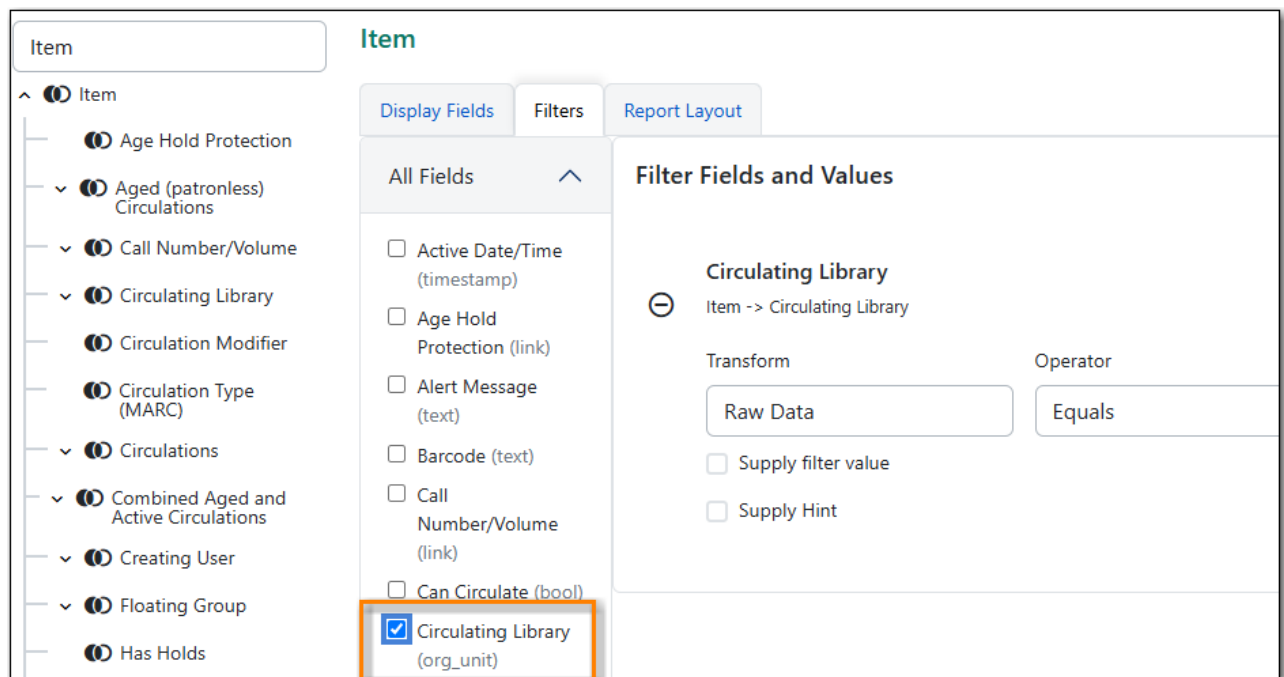 Item
Item
Age Hold Protection
Aged (patronless)
Circulations
Call Number/Volume
Circulating Library
Circulation Modifier
Circulation Type
(MARC)
Circulations
Combined Aged and
Active Circulations
Creating User
Floating Group
Has Holds
Item
Display Fields
Filters
Report Layout
All Fields
Active Date/Time
(timestamp)
Age Hold
Protection (link)
Alert Message
(text)
Barcode (text)
Call
Number/Volume
(link)
Can Circulate (bool)
Circulating Library
(org_unit)
Filter Fields and Values
Circulating Library
Item -> Circulating Library
Transform
Operator
Raw Data
Equals
Supply filter value
Supply Hint